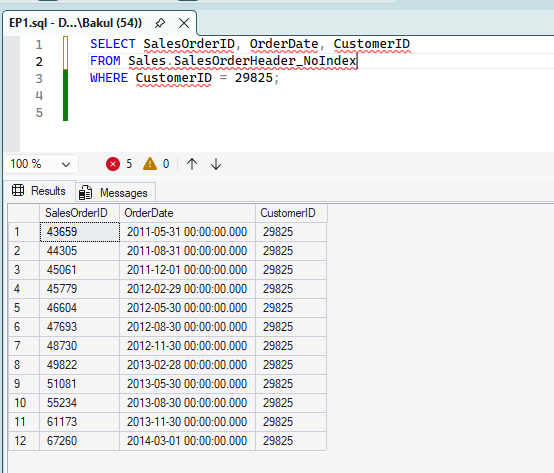 EP1.sql - D...\Bakul (54))
1 SELECT SalesOrderID, OrderDate, CustomerID
2 FROM Sales.SalesOrderHeader_NoIndex
3 WHERE CustomerID = 29825;
4
5
100 % 5 0
Results Messages
SalesOrderID OrderDate CustomerID
1 43659 2011-05-31 00:00:00.000 29825
2 44305 2011-08-31 00:00:00.000 29825
3 45061 2011-12-01 00:00:00.000 29825
4 45779 2012-02-29 00:00:00.000 29825
5 46604 2012-05-30 00:00:00.000 29825
6 47693 2012-08-30 00:00:00.000 29825
7 48730 2012-11-30 00:00:00.000 29825
8 49822 2013-02-28 00:00:00.000 29825
9 51081 2013-05-30 00:00:00.000 29825
10 55234 2013-08-30 00:00:00.000 29825
11 61173 2013-11-30 00:00:00.000 29825
12 67260 2014-03-01 00:00:00.000 29825